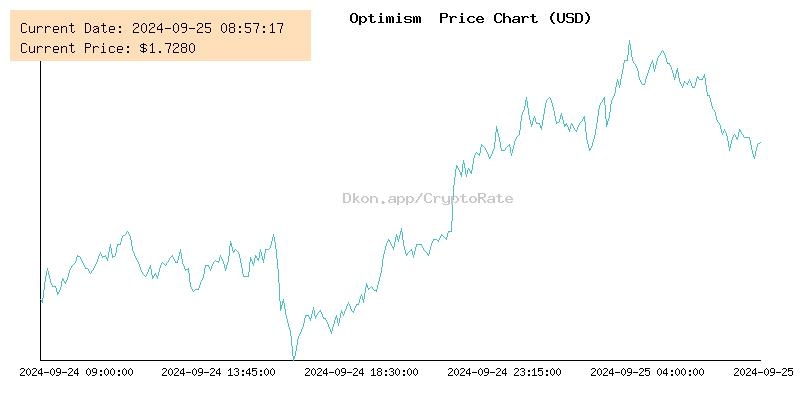 Optimism  Price Chart (USD)
Current Date: 2024-09-25 08:57:17
Current Price: $1.7280
Dkon.app/CryptoRate
2024-09-24 09:00:00 2024-09-24 13:45:00 2024-09-24 18:30:00 2024-09-24 23:15:00 2024-09-25 04:00:00 2024-09-25